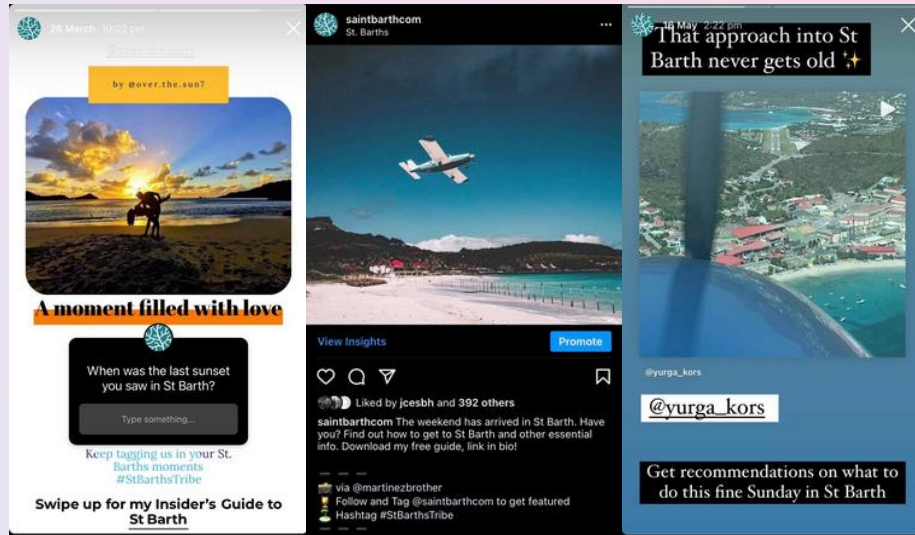 26 March 10:22 pm
by @over.the.sun?
A moment filled with love
When was the last sunset
you saw in St Barth?
Type something...
Keep tagging us in your St.
Barths moments
#StBarthsTribe
Swipe up for my Insider's Guide to
St Barth
saintbarthcom
St. Barths
View Insights
Promote
Liked by jcesbh and 392 others
saintbarthcom The weekend has arrived in St Barth. Have
you? Find out how to get to St Barth and other essential
info. Download my free guide, link in bio!
via @martinezbrother
Follow and Tag @saintbarthcom to get featured
Hashtag #StBarthsTribe
16 May 2:22 pm
That approach into St
Barth never gets old
@yurga_kors
@yurga_kors
Get recommendations on what to
do this fine Sunday in St Barth